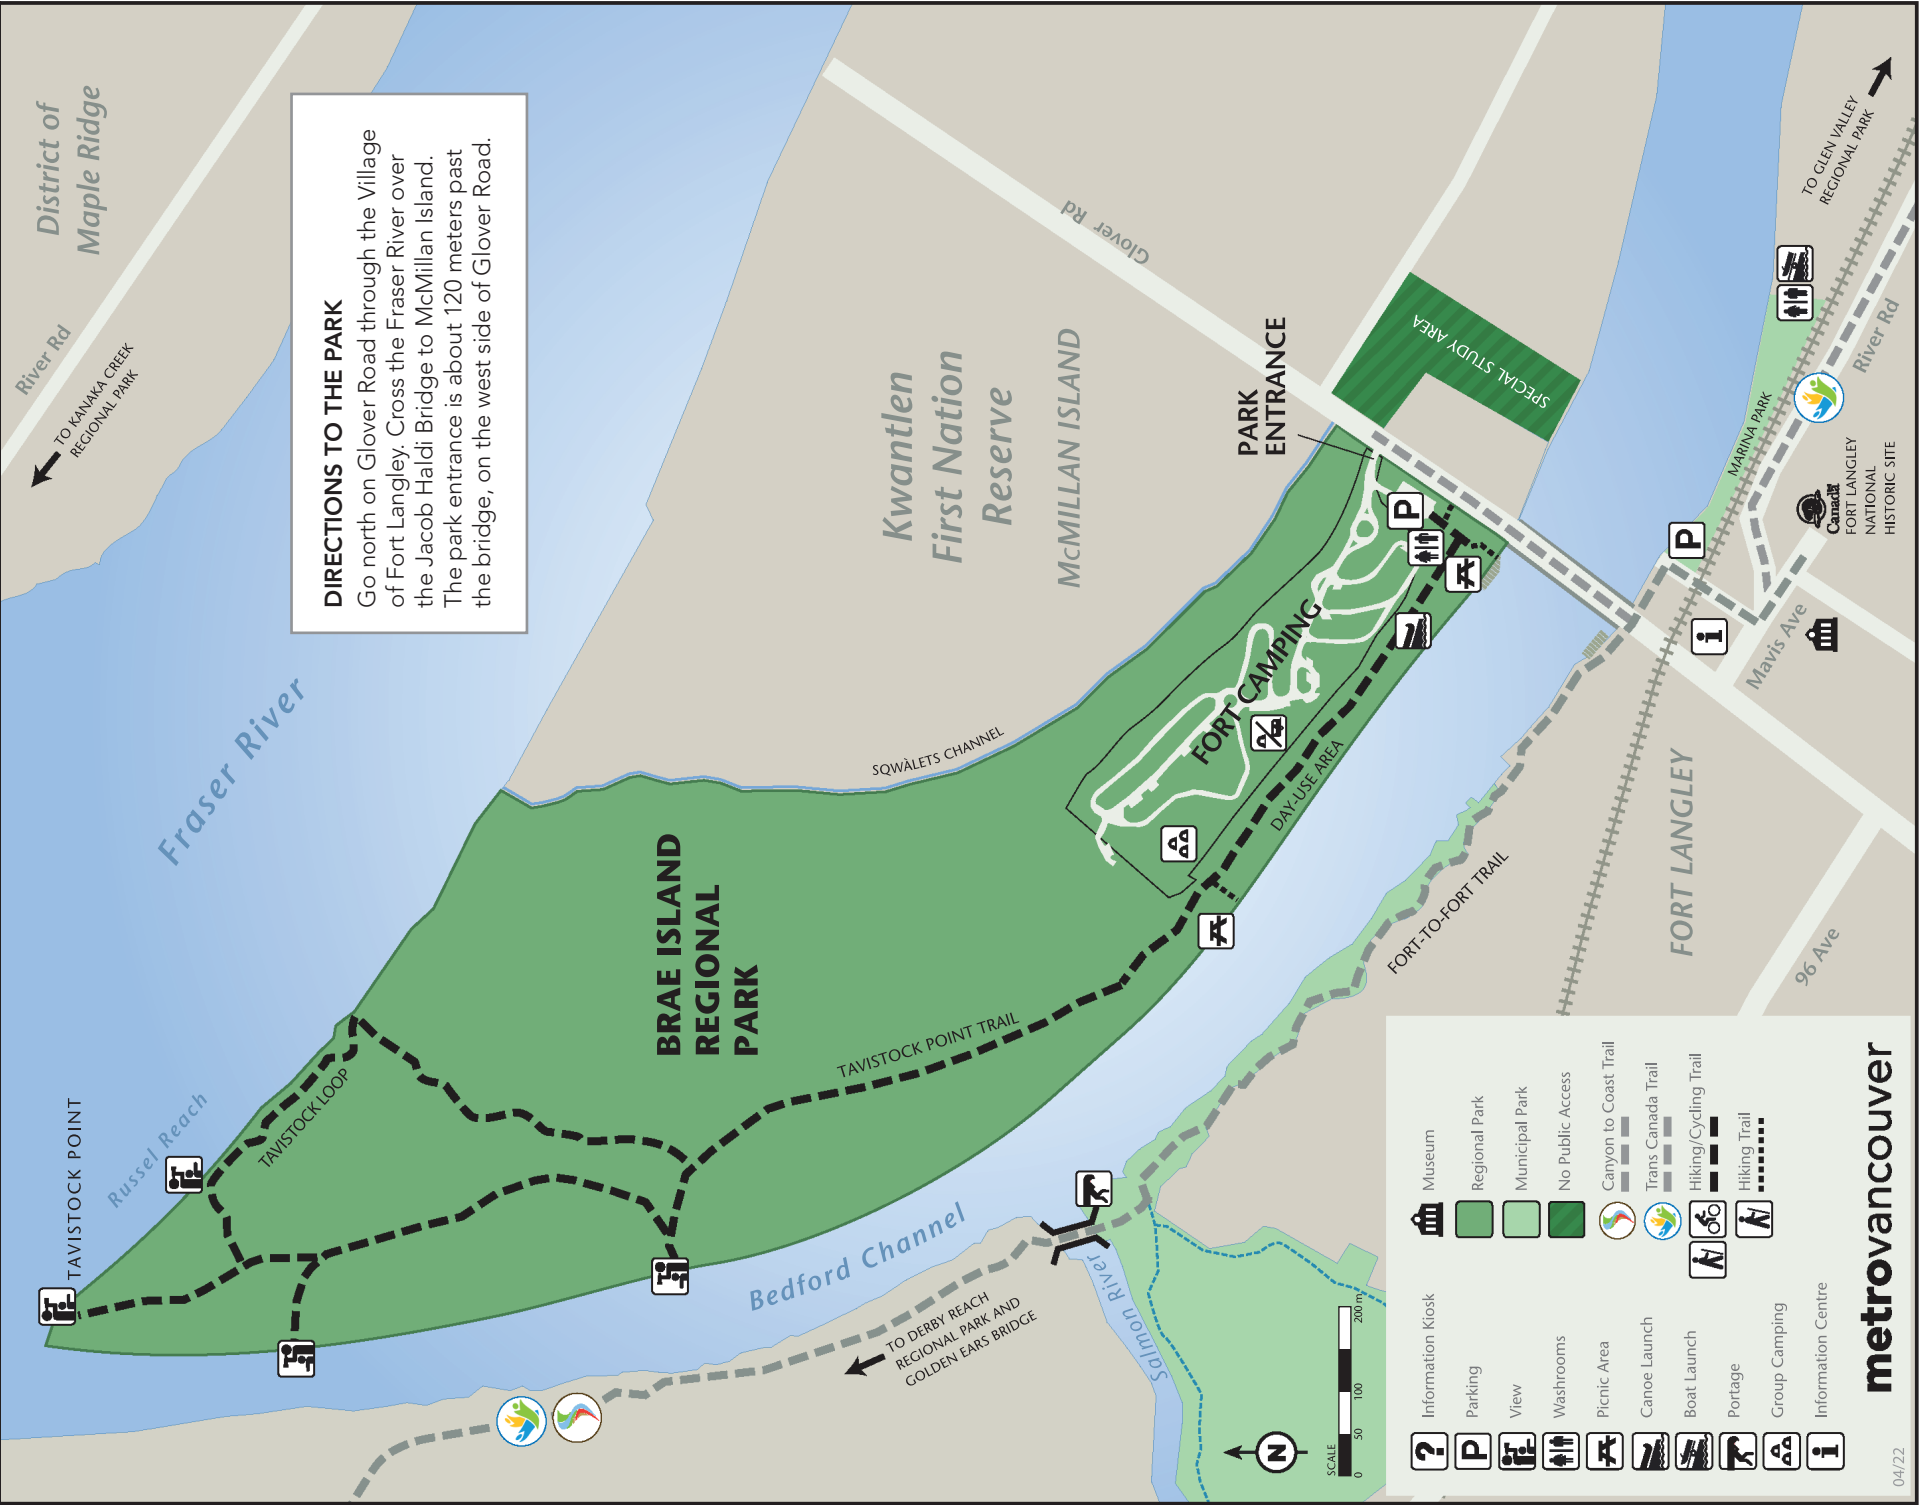 District of
Maple Ridge
River Rd
TO KANAKA CREEK
REGIONAL PARK
DIRECTIONS TO THE PARK
Go north on Glover Road through the Village
of Fort Langley. Cross the Fraser River over
the Jacob Haldi Bridge to McMillan Island.
The park entrance is about 120 meters past
the bridge, on the west side of Glover Road.
Fraser River
TAVISTOCK POINT
Russel Reach
TAVISTOCK LOOP
BRAE ISLAND
REGIONAL
PARK
TAVISTOCK POINT TRAIL
SQWÀLETS CHANNEL
Kwantlen
First Nation
Reserve
McMILLAN ISLAND
Glover Rd
PARK
ENTRANCE
SPECIAL STUDY AREA
FORT CAMPING
DAY-USE AREA
P
Bedford Channel
TO DERBY REACH
REGIONAL PARK AND
GOLDEN EARS BRIDGE
Salmon River
FORT-TO-FORT TRAIL
FORT LANGLEY
96 Ave
Mavis Ave
i
P
MARINA PARK
Canada
FORT LANGLEY
NATIONAL
HISTORIC SITE
River Rd
TO GLEN VALLEY
REGIONAL PARK
N
SCALE
0 50 100 200 m
? Information Kiosk
P Parking
View
Washrooms
Picnic Area
Canoe Launch
Boat Launch
Portage
Group Camping
i Information Centre
Museum
Regional Park
Municipal Park
No Public Access
Canyon to Coast Trail
Trans Canada Trail
Hiking/Cycling Trail
Hiking Trail
04/22
metrovancouver